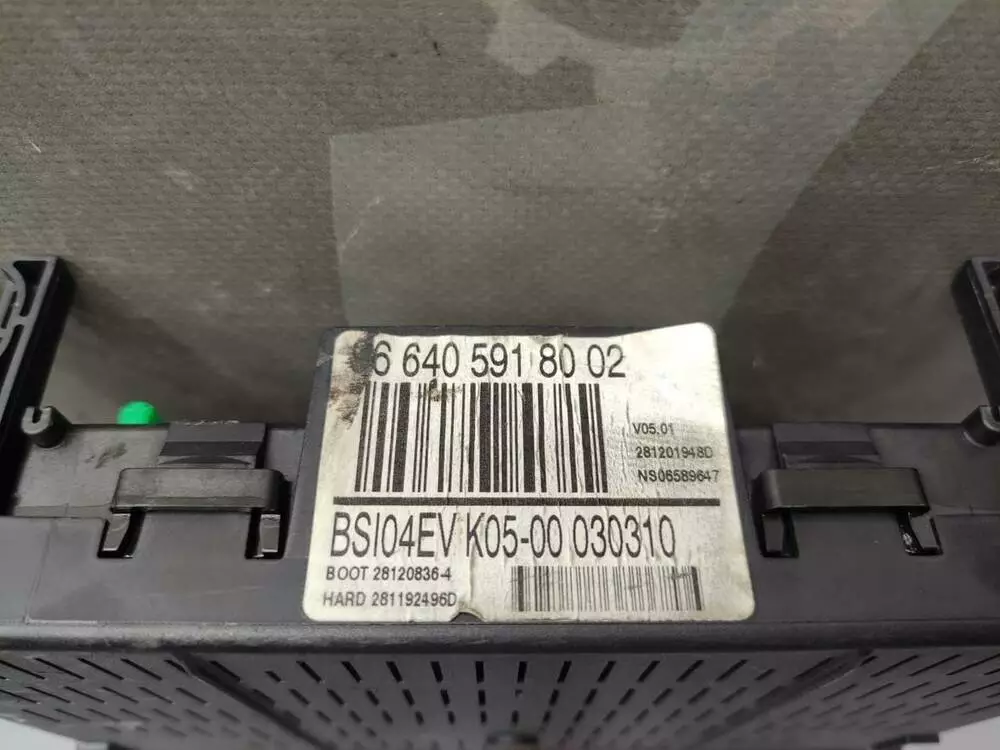 6 640 591 80 02
V05.01
281201948D
NS06589647
BSI04EV K05-00 030310
BOOT 28120836-4
HARD 281192496D